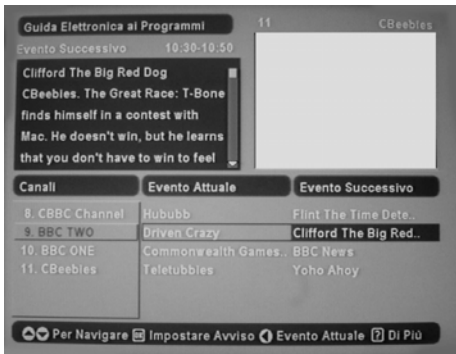 Guida Elettronica ai Programmi
11 CBeebies
Evento Successivo 10:30-10:50
Clifford The Big Red Dog
CBeebies. The Great Race: T-Bone
finds himself in a contest with
Mac. He doesn't win, but he learns
that you don't have to win to feel
Canali Evento Attuale Evento Successivo
8. CBBC Channel Hububb Flint The Time Dete..
9. BBC TWO Driven Crazy Clifford The Big Red..
10. BBC ONE Commonwealth Games.. BBC News
11. CBeebies Teletubbies Yoho Ahoy
Per Navigare OK Impostare Avviso Evento Attuale ? Di Più